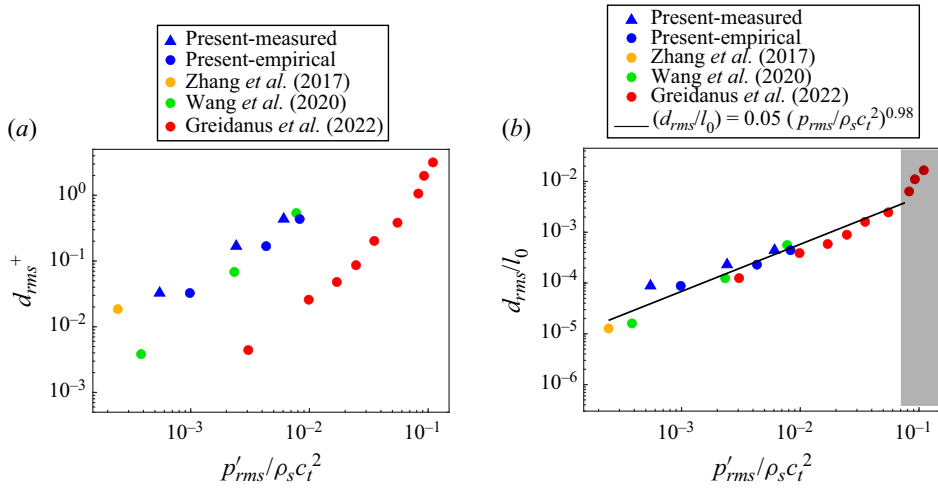 Present-measured
Present-empirical
Zhang et al. (2017)
Wang et al. (2020)
Greidanus et al. (2022)
(a)
10^0
10^-1
10^-2
10^-3
d_rms^+
10^-3
10^-2
10^-1
p'_rms/ρ_s c_t^2
Present-measured
Present-empirical
Zhang et al. (2017)
Wang et al. (2020)
Greidanus et al. (2022)
(d_rms/l_0) = 0.05 (p_rms/ρ_s c_t^2)^0.98
(b)
10^-2
10^-3
10^-4
10^-5
10^-6
d_rms/l_0
10^-3
10^-2
10^-1
p'_rms/ρ_s c_t^2